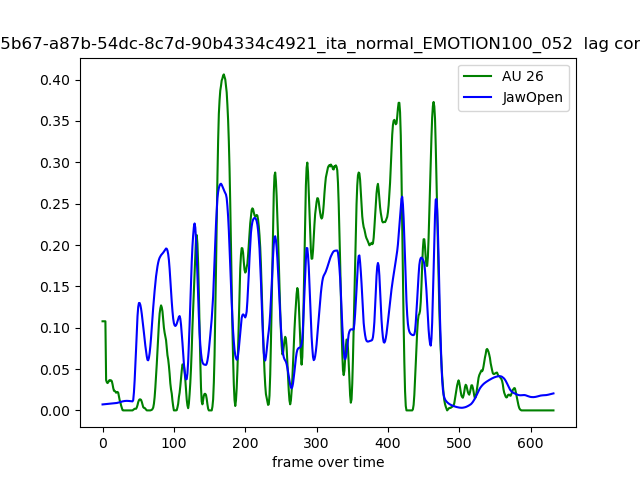 5b67-a87b-54dc-8c7d-90b4334c4921_ita_normal_EMOTION100_052 lag cor
AU 26
JawOpen
0.40
0.35
0.30
0.25
0.20
0.15
0.10
0.05
0.00
0 100 200 300 400 500 600
frame over time